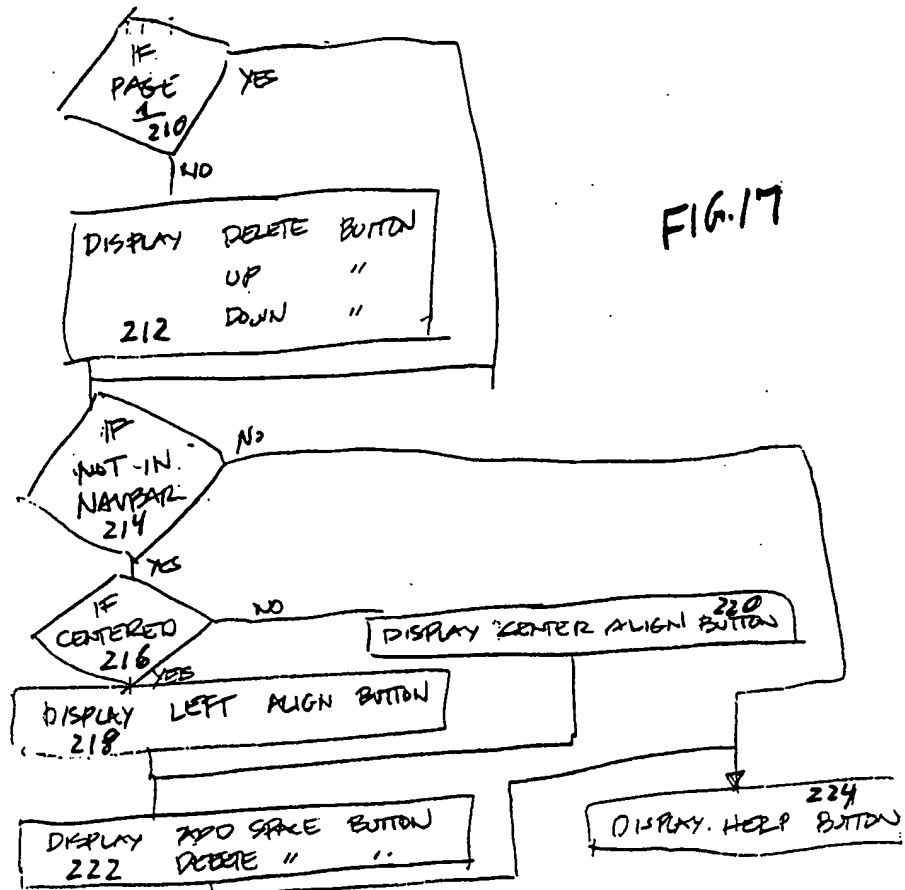 IF
PAGE
1
210
YES
NO
DISPLAY DELETE BUTTON
UP "
DOWN "
212
FIG. 17
IF
NOT-IN
NAVBAR
214
NO
YES
IF
CENTERED
216
NO
YES
DISPLAY CENTER ALIGN BUTTON
220
DISPLAY LEFT ALIGN BUTTON
218
DISPLAY ADD SPACE BUTTON
222 DELETE " "
224
DISPLAY HELP BUTTON